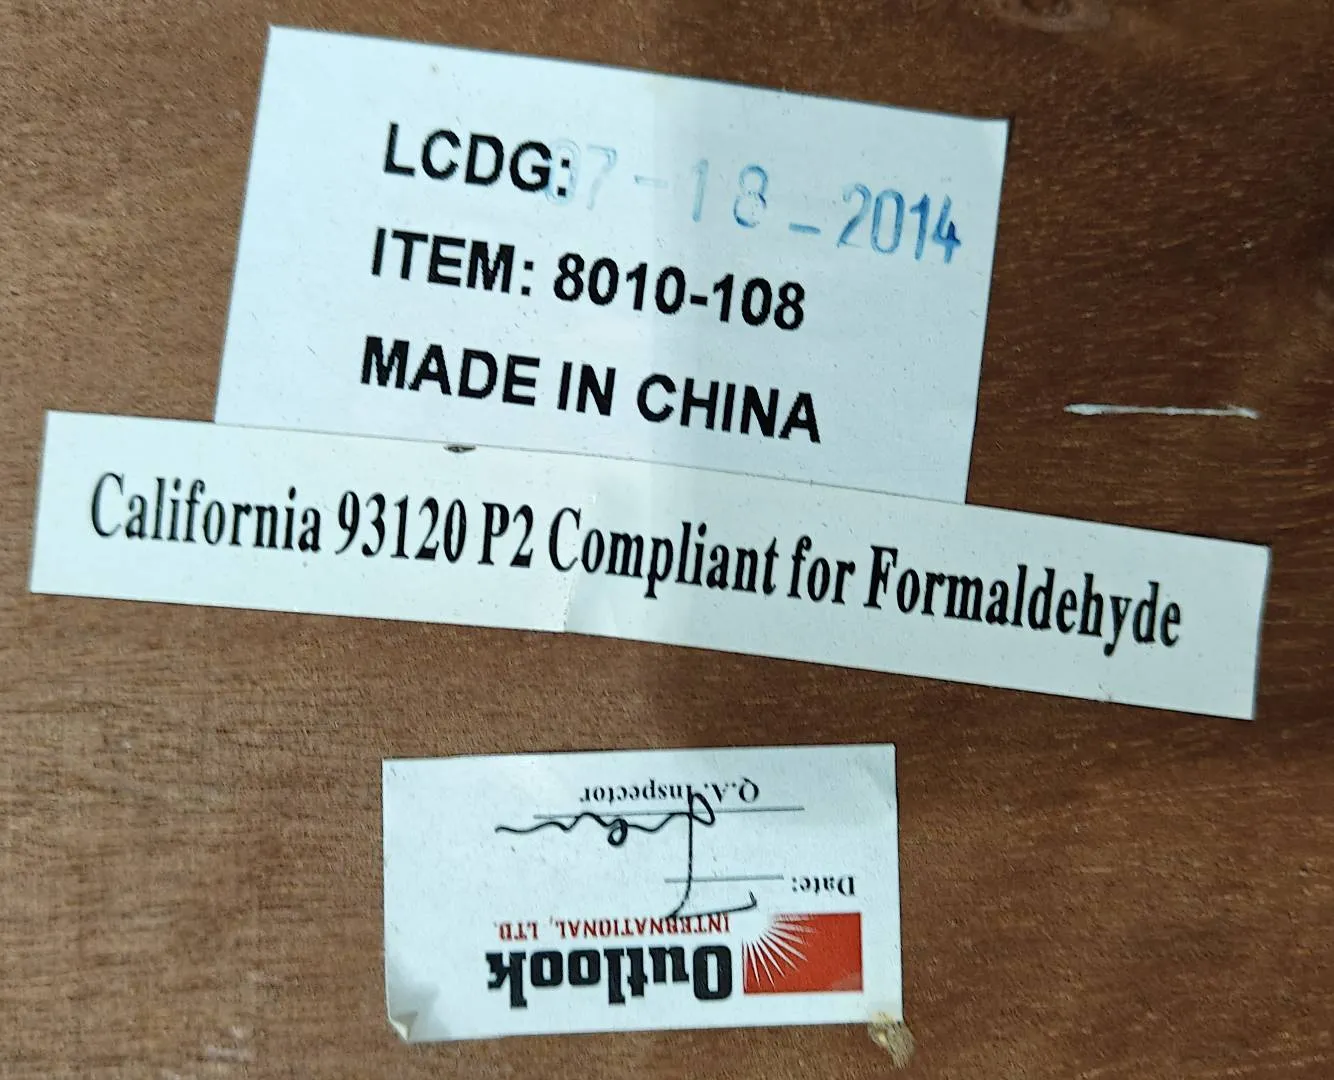 LCDG: 07-18-2014
ITEM: 8010-108
MADE IN CHINA
California 93120 P2 Compliant for Formaldehyde
Outlook
INTERNATIONAL, LTD.
Date:
Q.A. Inspector